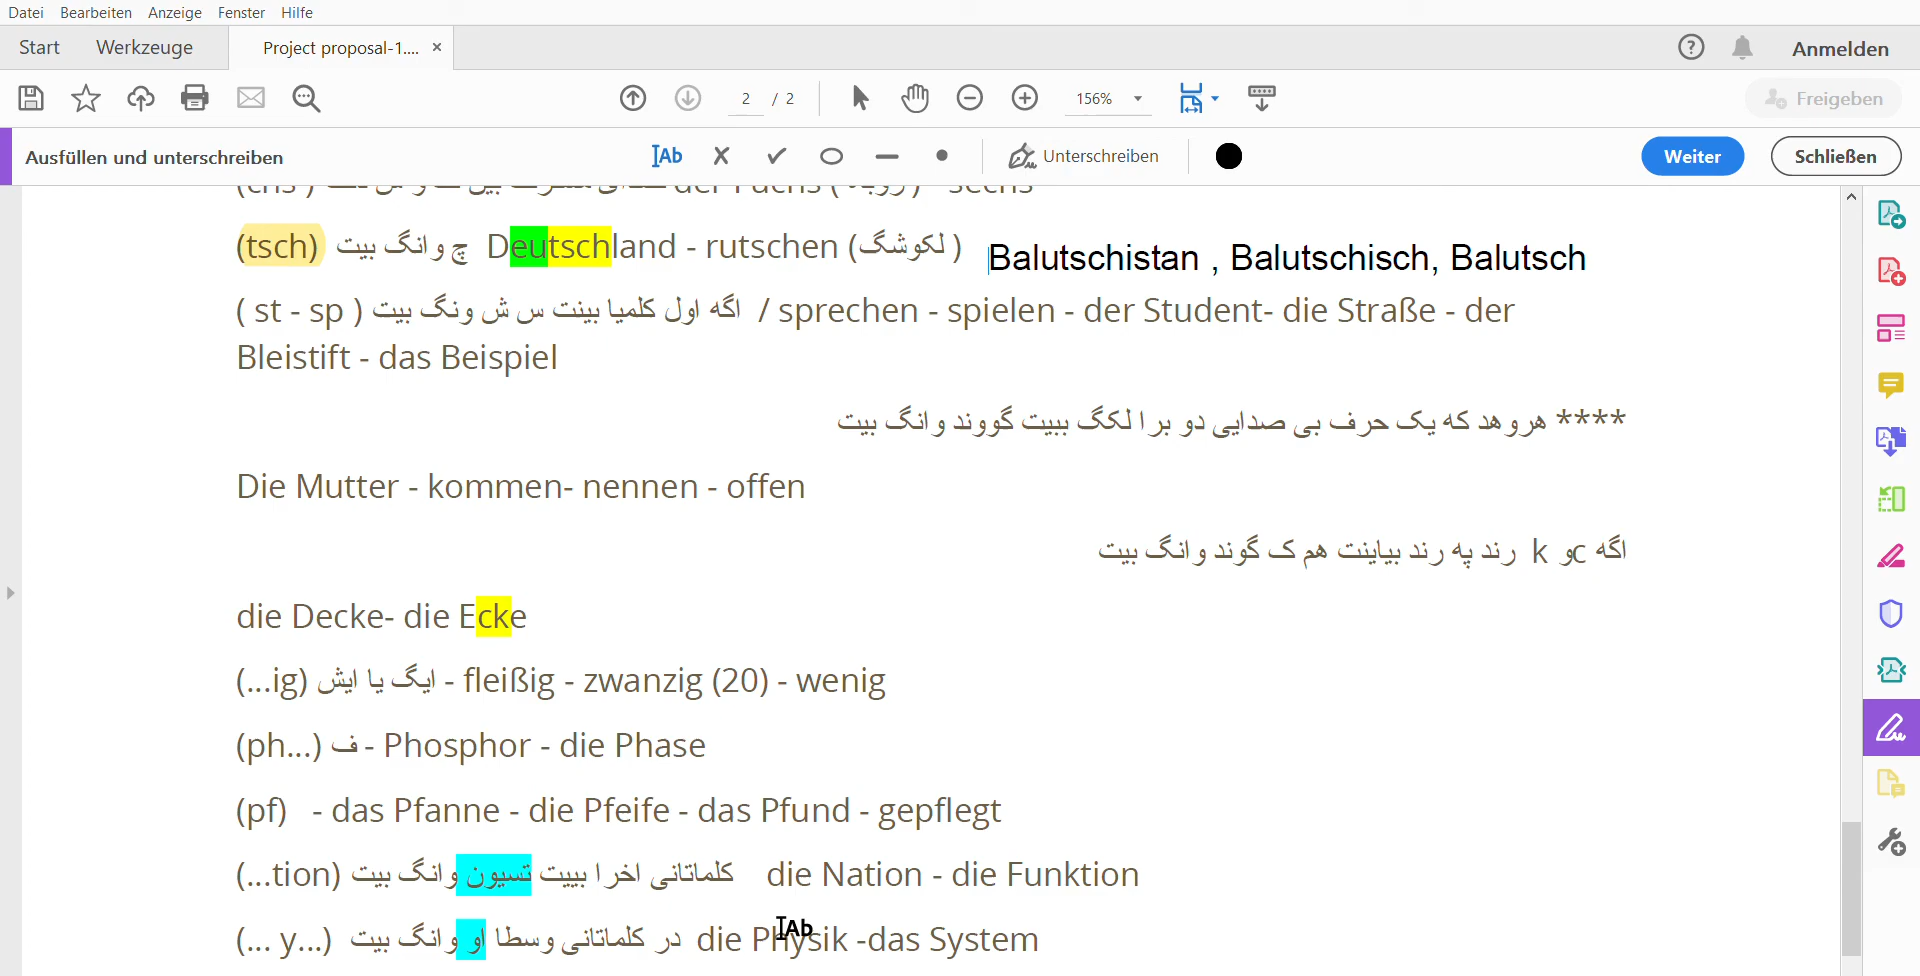 Datei Bearbeiten Anzeige Fenster Hilfe
Start Werkzeuge Project proposal-1.... × Anmelden
2 / 2 156% Freigeben
Ausfüllen und unterschreiben Ab Unterschreiben Weiter Schließen
der Fuchs ( روباه ) - sechs
(tsch) چ وانگ بیت Deutschland - rutschen (لکوشگ ) Balutschistan , Balutschisch, Balutsch
( st - sp ) اگه اول کلمیا بینت س ش ونگ بیت / sprechen - spielen - der Student- die Straße - der
Bleistift - das Beispiel
**** هروهد که یک حرف بی صدایی دو برا لکگ ببیت گووند وانگ بیت
Die Mutter - kommen- nennen - offen
اگه c و k رند په رند بیاینت هم ک گوند وانگ بیت
die Decke- die Ecke
(...ig) ایگ یا ایش - fleißig - zwanzig (20) - wenig
(ph...) ف - Phosphor - die Phase
(pf) - das Pfanne - die Pfeife - das Pfund - gepflegt
(...tion) کلماتانی اخرا ببیت تسیون وانگ بیت die Nation - die Funktion
(... y...) در کلماتانی وسطا او وانگ بیت die Physik -das System
Ab